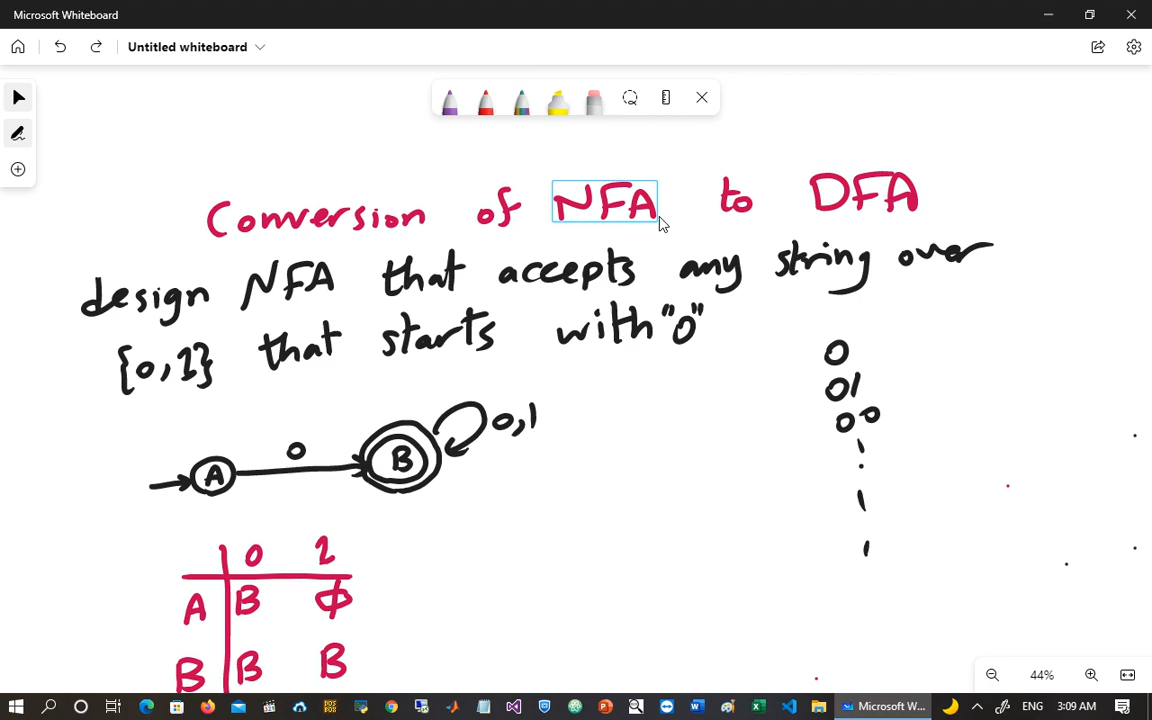 Microsoft Whiteboard
Untitled whiteboard
Conversion of NFA to DFA
design NFA that accepts any string over
{0,1} that starts with "0"
0
01
00
A 0 B 0,1
0 1
A B ϕ
B B B
44%
Microsoft W...
ENG 3:09 AM